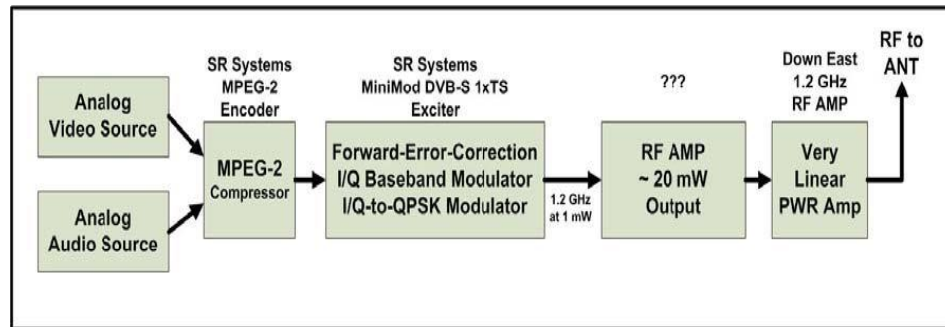 Analog
Video Source
Analog
Audio Source
SR Systems
MPEG-2
Encoder
MPEG-2
Compressor
SR Systems
MiniMod DVB-S 1xTS
Exciter
Forward-Error-Correction
I/Q Baseband Modulator
I/Q-to-QPSK Modulator
1.2 GHz
at 1 mW
???
RF AMP
~ 20 mW
Output
Down East
1.2 GHz
RF AMP
Very
Linear
PWR Amp
RF to
ANT